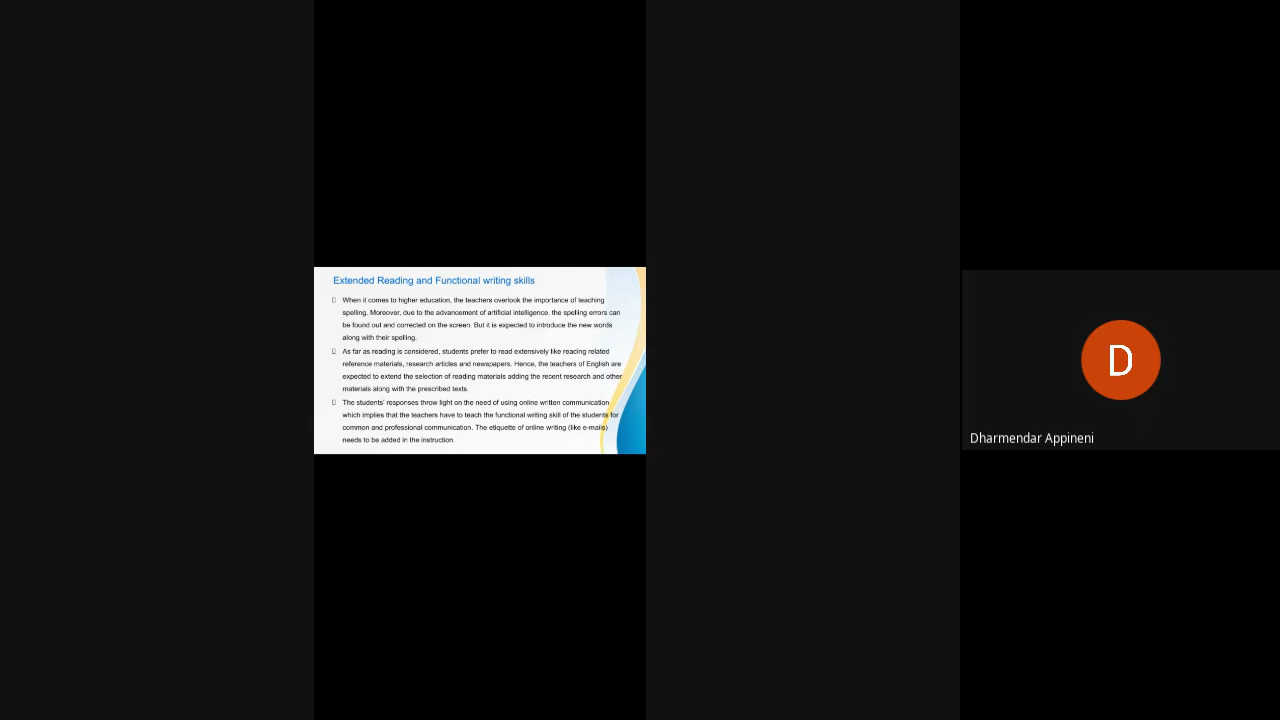 Extended Reading and Functional writing skills
When it comes to higher education, the teachers overlook the importance of teaching
spelling. Moreover, due to the advancement of artificial intelligence, the spelling errors can
be found out and corrected on the screen. But it is expected to introduce the new words
along with their spelling.
As far as reading is considered, students prefer to read extensively like reading related
reference materials, research articles and newspapers. Hence, the teachers of English are
expected to extend the selection of reading materials adding the recent research and other
materials along with the prescribed texts.
The students' responses throw light on the need of using online written communication
which implies that the teachers have to teach the functional writing skill of the students for
common and professional communication. The etiquette of online writing (like e-mails)
needs to be added in the instruction.
D
Dharmendar Appineni